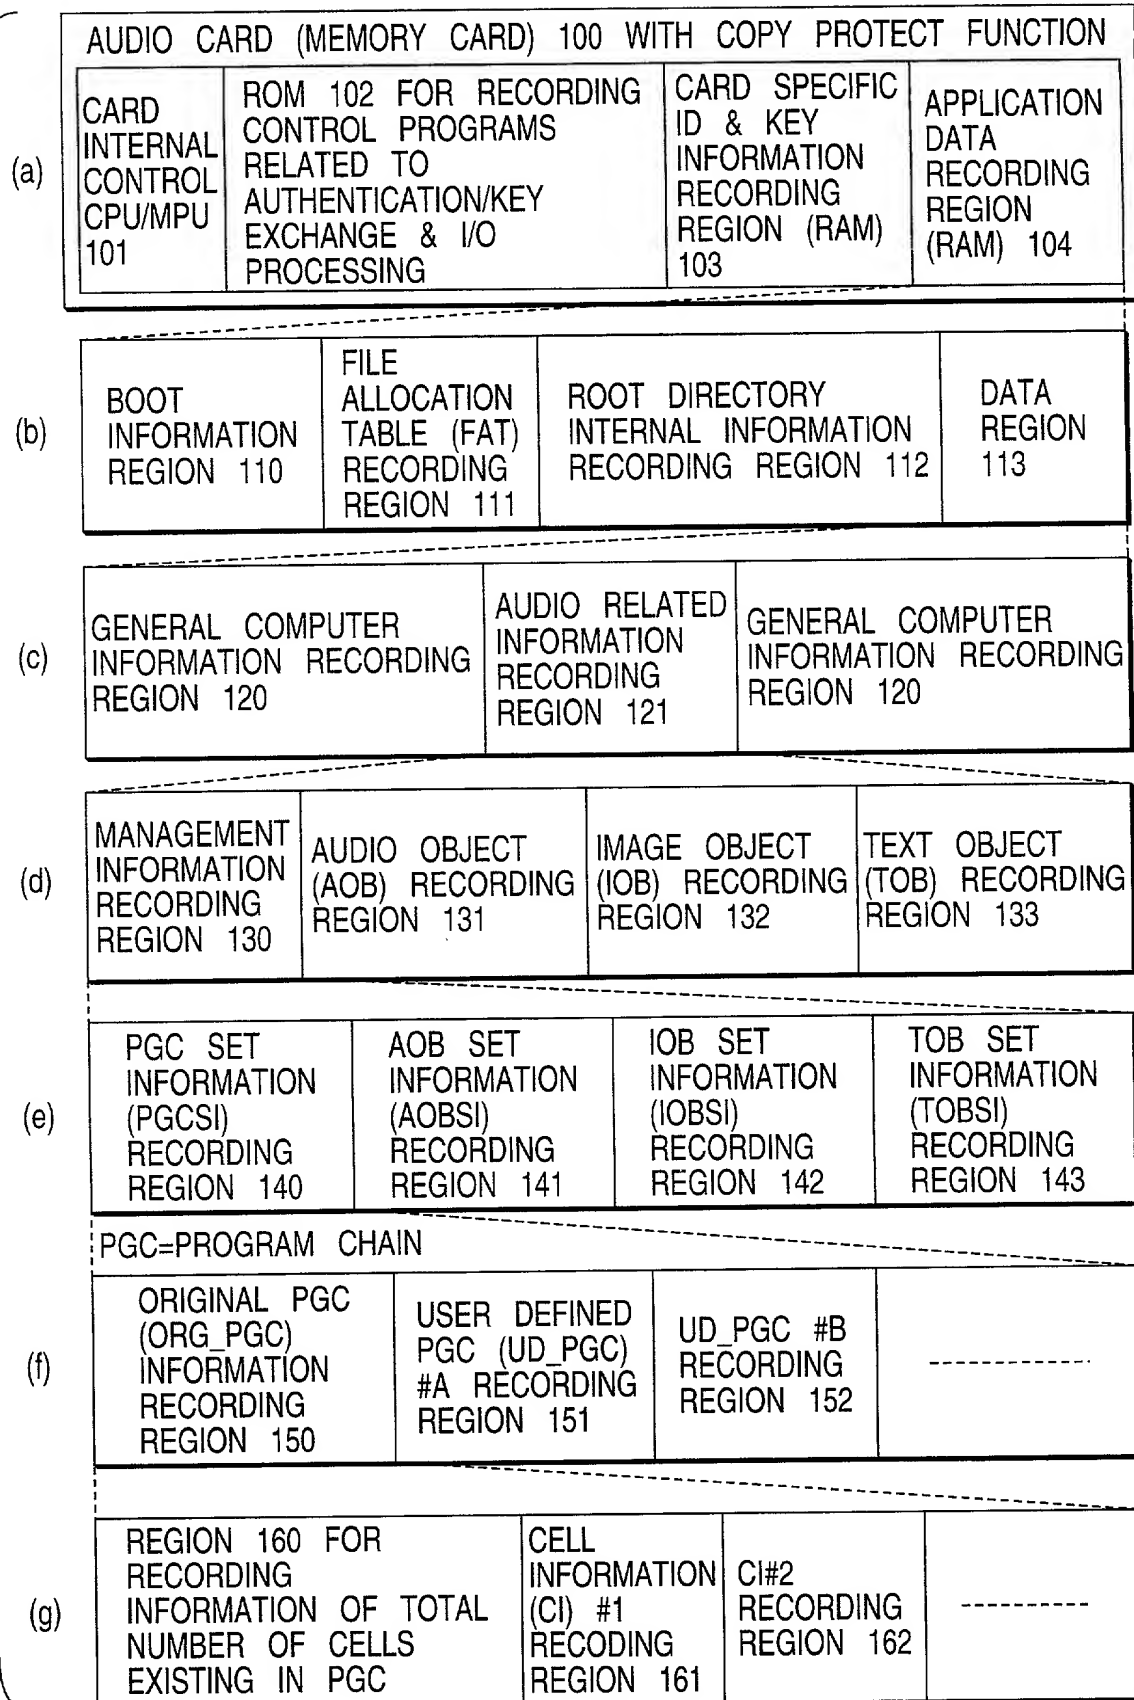 AUDIO CARD (MEMORY CARD) 100 WITH COPY PROTECT FUNCTION
(a)
CARD
INTERNAL
CONTROL
CPU/MPU
101
ROM 102 FOR RECORDING
CONTROL PROGRAMS
RELATED TO
AUTHENTICATION/KEY
EXCHANGE & I/O
PROCESSING
CARD SPECIFIC
ID & KEY
INFORMATION
RECORDING
REGION (RAM)
103
APPLICATION
DATA
RECORDING
REGION
(RAM) 104
(b)
BOOT
INFORMATION
REGION 110
FILE
ALLOCATION
TABLE (FAT)
RECORDING
REGION 111
ROOT DIRECTORY
INTERNAL INFORMATION
RECORDING REGION 112
DATA
REGION
113
(c)
GENERAL COMPUTER
INFORMATION RECORDING
REGION 120
AUDIO RELATED
INFORMATION
RECORDING
REGION 121
GENERAL COMPUTER
INFORMATION RECORDING
REGION 120
(d)
MANAGEMENT
INFORMATION
RECORDING
REGION 130
AUDIO OBJECT
(AOB) RECORDING
REGION 131
IMAGE OBJECT
(IOB) RECORDING
REGION 132
TEXT OBJECT
(TOB) RECORDING
REGION 133
(e)
PGC SET
INFORMATION
(PGCSI)
RECORDING
REGION 140
AOB SET
INFORMATION
(AOBSI)
RECORDING
REGION 141
IOB SET
INFORMATION
(IOBSI)
RECORDING
REGION 142
TOB SET
INFORMATION
(TOBSI)
RECORDING
REGION 143
PGC=PROGRAM CHAIN
(f)
ORIGINAL PGC
(ORG_PGC)
INFORMATION
RECORDING
REGION 150
USER DEFINED
PGC (UD_PGC)
#A RECORDING
REGION 151
UD_PGC #B
RECORDING
REGION 152
(g)
REGION 160 FOR
RECORDING
INFORMATION OF TOTAL
NUMBER OF CELLS
EXISTING IN PGC
CELL
INFORMATION
(CI) #1
RECODING
REGION 161
CI#2
RECORDING
REGION 162